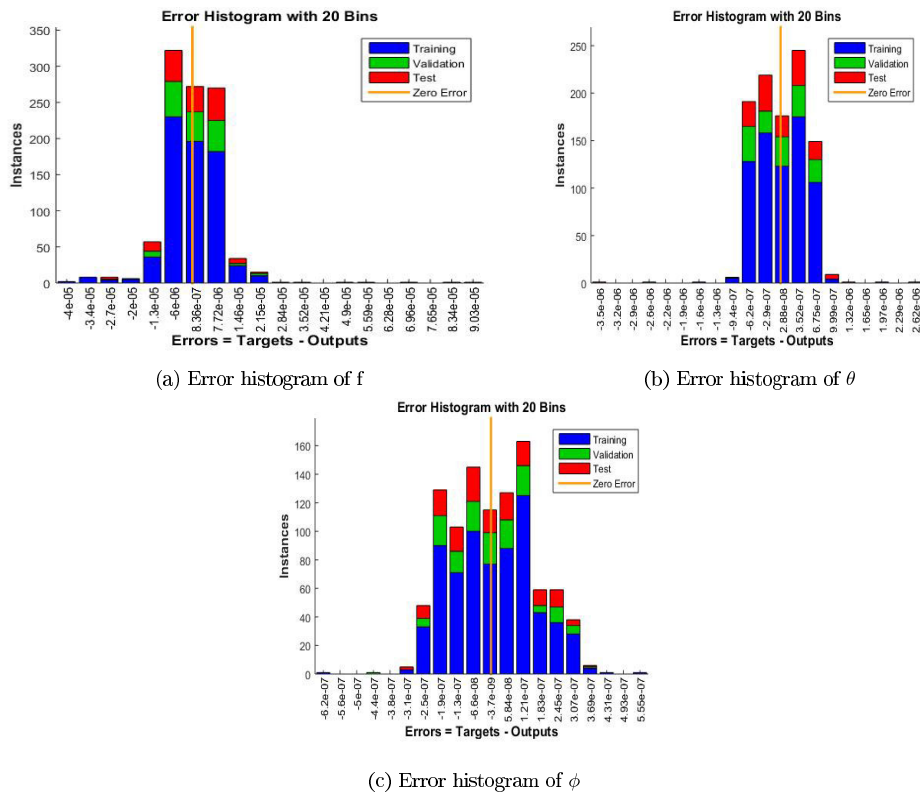 Error Histogram with 20 Bins
350
300
250
200
150
100
50
0
Instances
Training
Validation
Test
Zero Error
-4e-05
-3.4e-05
-2.7e-05
-2e-05
-1.3e-05
-6e-06
8.36e-07
7.72e-06
1.46e-05
2.15e-05
2.84e-05
3.52e-05
4.21e-05
4.9e-05
5.59e-05
6.28e-05
6.96e-05
7.65e-05
8.34e-05
9.03e-05
Errors = Targets - Outputs
(a) Error histogram of f
Error Histogram with 20 Bins
250
200
150
100
50
0
Instances
Training
Validation
Test
Zero Error
-3.5e-06
-3.2e-06
-2.9e-06
-2.6e-06
-2.2e-06
-1.9e-06
-1.6e-06
-1.3e-06
-9.4e-07
-6.2e-07
-2.9e-07
2.88e-08
3.52e-07
6.75e-07
9.99e-07
1.32e-06
1.65e-06
1.97e-06
2.29e-06
2.62e-06
Errors = Targets - Outputs
(b) Error histogram of θ
Error Histogram with 20 Bins
160
140
120
100
80
60
40
20
0
Instances
Training
Validation
Test
Zero Error
-6.2e-07
-5.6e-07
-5e-07
-4.4e-07
-3.8e-07
-3.1e-07
-2.5e-07
-1.9e-07
-1.3e-07
-6.6e-08
-3.7e-09
5.84e-08
1.21e-07
1.83e-07
2.45e-07
3.07e-07
3.69e-07
4.31e-07
4.93e-07
5.55e-07
Errors = Targets - Outputs
(c) Error histogram of ϕ